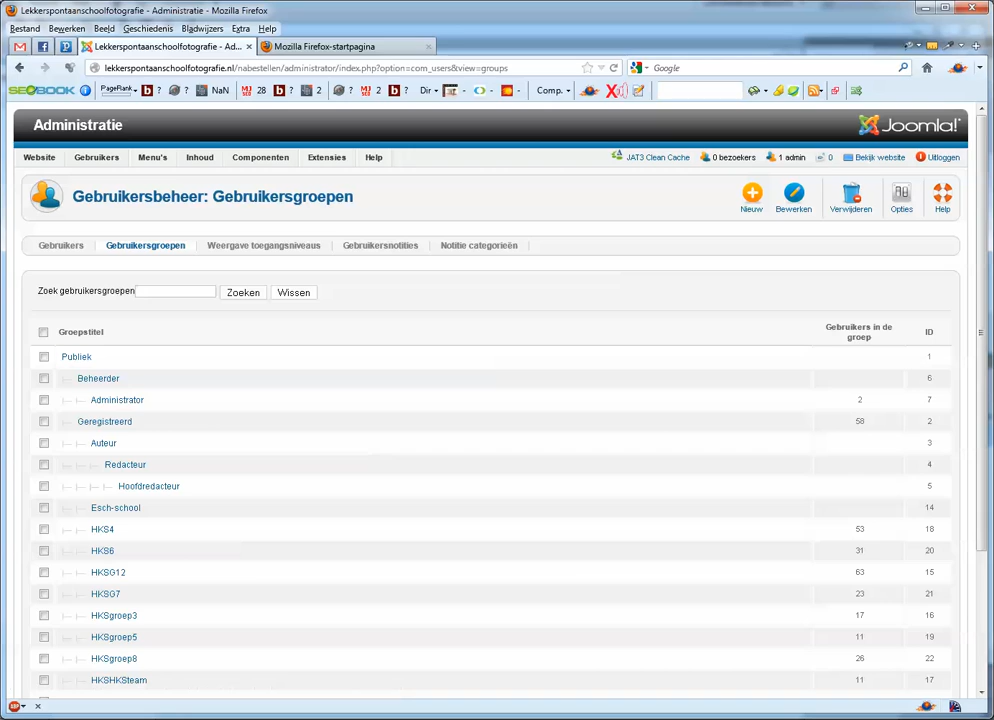 Lekkerspontaanschoolfotografie - Administratie - Mozilla Firefox
Bestand Bewerken Beeld Geschiedenis Bladwijzers Extra Help
Lekkerspontaanschoolfotografie - Ad... × Mozilla Firefox-startpagina ×
lekkerspontaanschoolfotografie.nl/nabestellen/administrator/index.php?option=com_users&view=groups Google
SEOBOOK PageRank ? ? NaN 28 ? 2 ? 2 ? Dir Comp.
Administratie Joomla!
Website Gebruikers Menu's Inhoud Componenten Extensies Help JAT3 Clean Cache 0 bezoekers 1 admin 0 Bekijk website Uitloggen
Gebruikersbeheer: Gebruikersgroepen
Nieuw Bewerken Verwijderen Opties Help
Gebruikers Gebruikersgroepen Weergave toegangsniveaus Gebruikersnotities Notitie categorieën
Zoek gebruikersgroepen Zoeken Wissen
Groepstitel Gebruikers in de groep ID
Publiek 1
Beheerder 6
Administrator 2 7
Geregistreerd 58 2
Auteur 3
Redacteur 4
Hoofdredacteur 5
Esch-school 14
HKS4 53 18
HKS6 31 20
HKSG12 63 15
HKSG7 23 21
HKSgroep3 17 16
HKSgroep5 11 19
HKSgroep8 26 22
HKSHKSteam 11 17